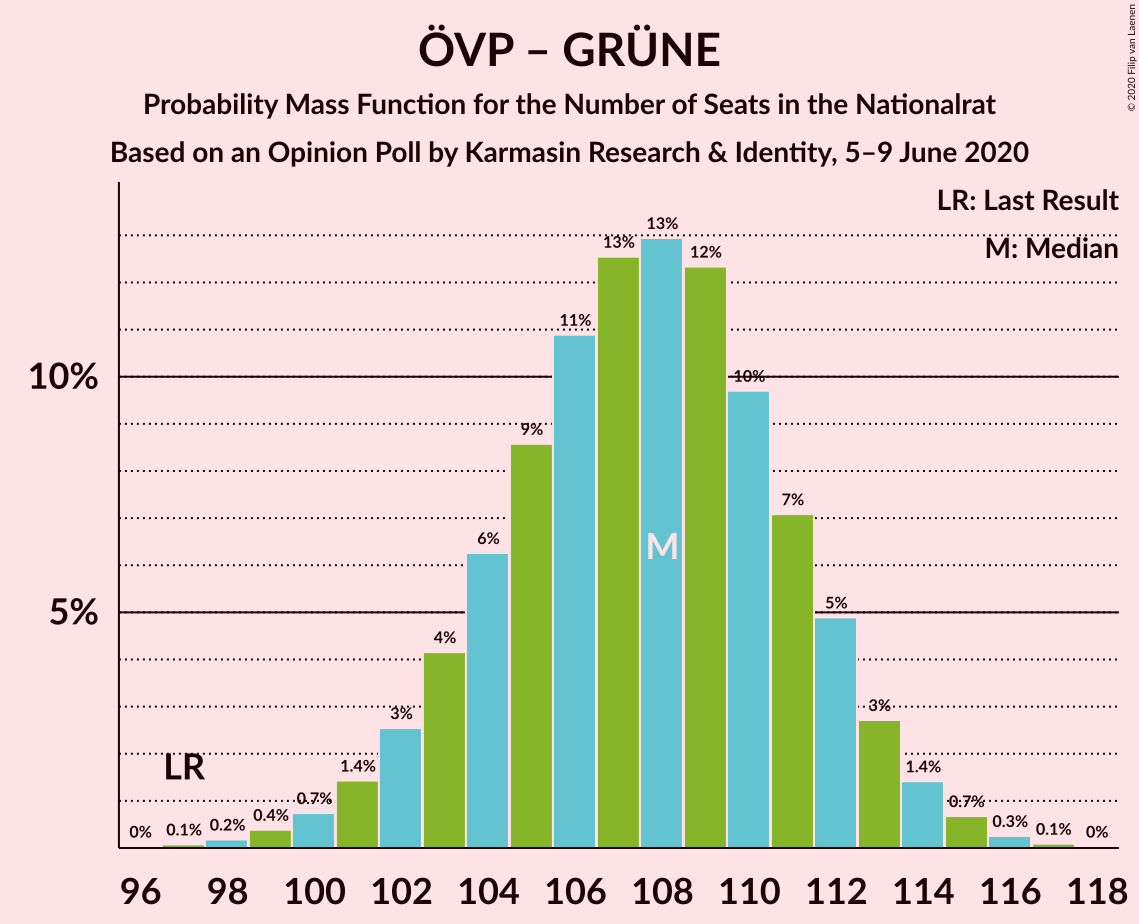 ÖVP – GRÜNE
Probability Mass Function for the Number of Seats in the Nationalrat
Based on an Opinion Poll by Karmasin Research & Identity, 5–9 June 2020
© 2020 Filip van Laenen
LR: Last Result
M: Median
10%
5%
0%
0.1%
0.2%
0.4%
0.7%
1.4%
3%
4%
6%
9%
11%
13%
13%
12%
10%
7%
5%
3%
1.4%
0.7%
0.3%
0.1%
0%
LR
M
96 98 100 102 104 106 108 110 112 114 116 118